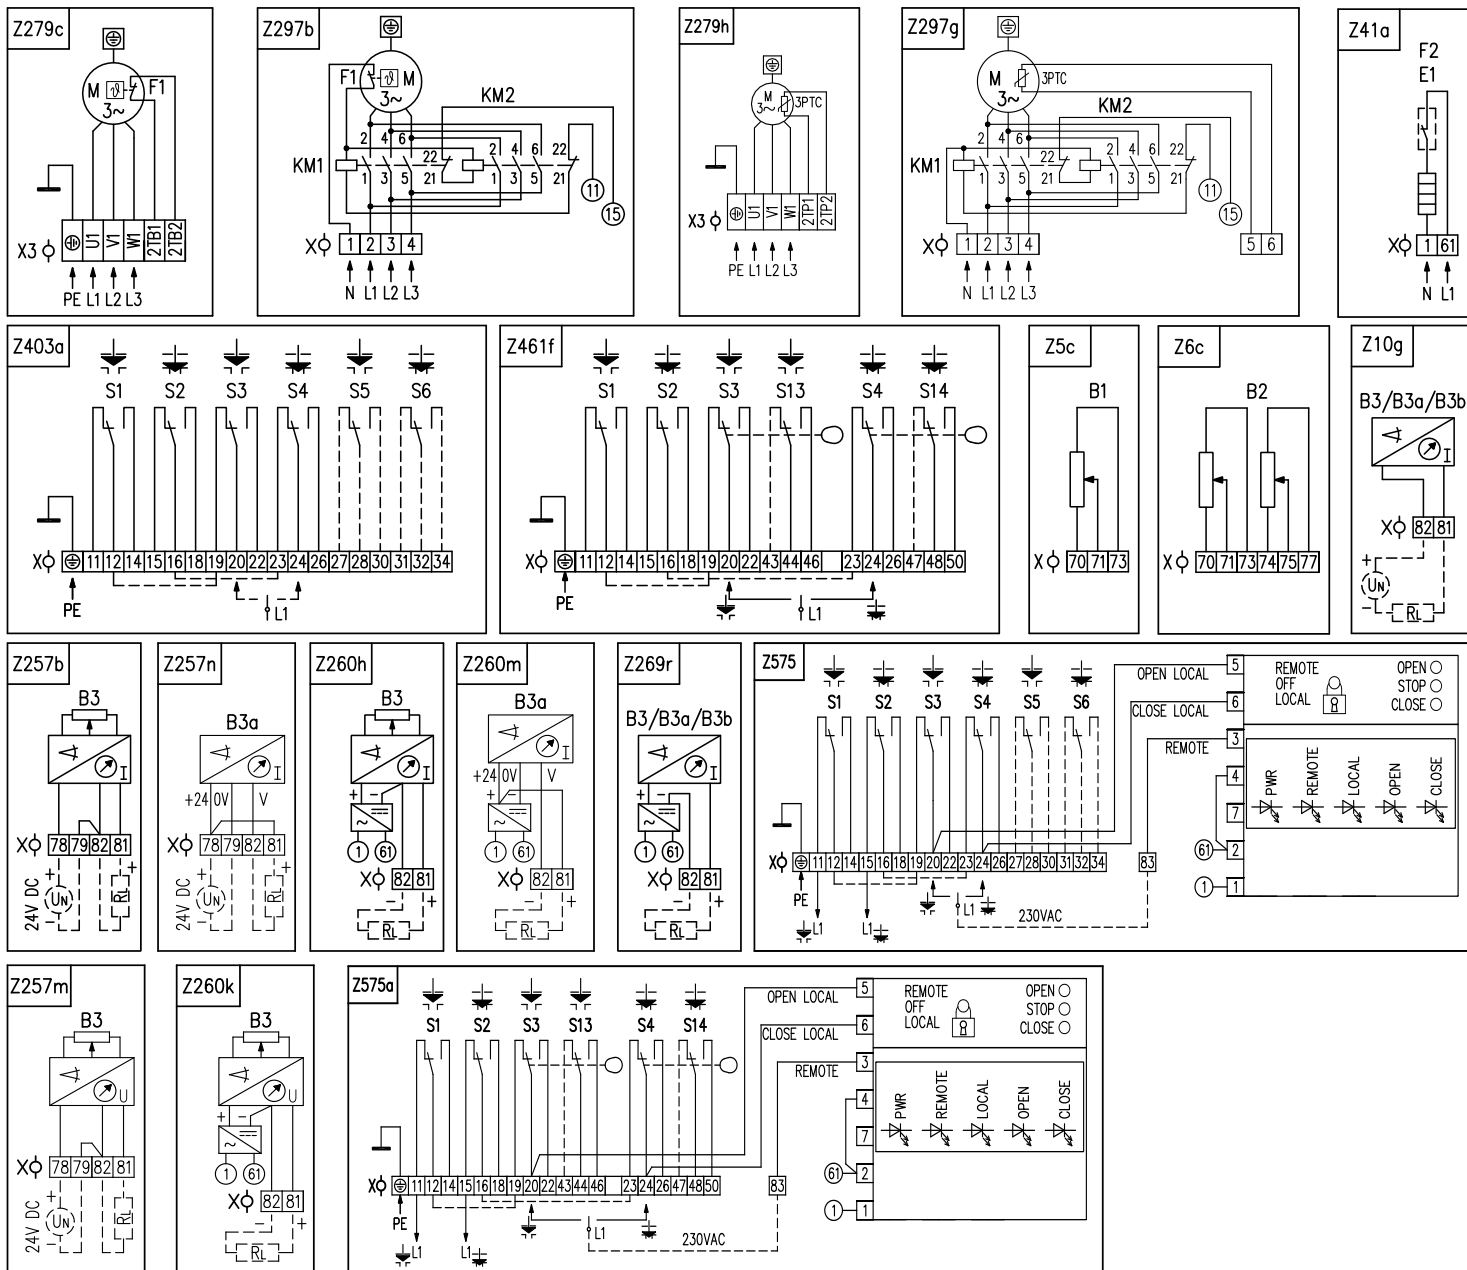 Z279c
M ϑ F1
3~
X3 U1 V1 W1 2TB1 2TB2
PE L1 L2 L3
Z297b
F1 ϑ M
3~
KM2
2 4 6 22 2 4 6 22
KM1
1 3 5 21 1 3 5 21
11
15
X 1 2 3 4
N L1 L2 L3
Z279h
M
3~ 3PTC
X3 U1 V1 W1 2TP1 2TP2
PE L1 L2 L3
Z297g
M 3PTC
3~
KM2
2 4 6 22 2 4 6 22
KM1
1 3 5 21 1 3 5 21
11
15
X 1 2 3 4 5 6
N L1 L2 L3
Z41a
F2
E1
X 1 61
N L1
Z403a
S1 S2 S3 S4 S5 S6
X 11 12 14 15 16 18 19 20 22 23 24 26 27 28 30 31 32 34
PE L1
Z461f
S1 S2 S3 S13 S4 S14
X 11 12 14 15 16 18 19 20 22 43 44 46 23 24 26 47 48 50
PE L1
Z5c
B1
X 70 71 73
Z6c
B2
X 70 71 73 74 75 77
Z10g
B3/B3a/B3b
I
X 82 81
+ UN
− RL
Z257b
B3
I
X 78 79 82 81
24V DC + UN − RL +
Z257n
B3a
I
+24 0V V
X 78 79 82 81
24V DC + UN − RL +
Z260h
B3
I
+ −
~
1 61
X 82 81
− +
RL
Z260m
B3a
I
+24 0V V
+ −
~
1 61
X 82 81
− +
RL
Z269r
B3/B3a/B3b
I
+ −
~
1 61
X 82 81
− +
RL
Z575
S1 S2 S3 S4 S5 S6
X 11 12 14 15 16 18 19 20 22 23 24 26 27 28 30 31 32 34 83
PE
L1 L1 L1
230VAC
OPEN LOCAL 5
CLOSE LOCAL 6
REMOTE 3
4
7
61 2
1 1
REMOTE
OFF
LOCAL
OPEN
STOP
CLOSE
PWR REMOTE LOCAL OPEN CLOSE
Z257m
B3
U
X 78 79 82 81
24V DC + UN − RL +
Z260k
B3
U
+ −
~
1 61
X 82 81
− +
RL
Z575a
S1 S2 S3 S13 S4 S14
X 11 12 14 15 16 18 19 20 22 43 44 46 23 24 26 47 48 50 83
PE
L1 L1 L1
230VAC
OPEN LOCAL 5
CLOSE LOCAL 6
REMOTE 3
4
7
61 2
1 1
REMOTE
OFF
LOCAL
OPEN
STOP
CLOSE
PWR REMOTE LOCAL OPEN CLOSE